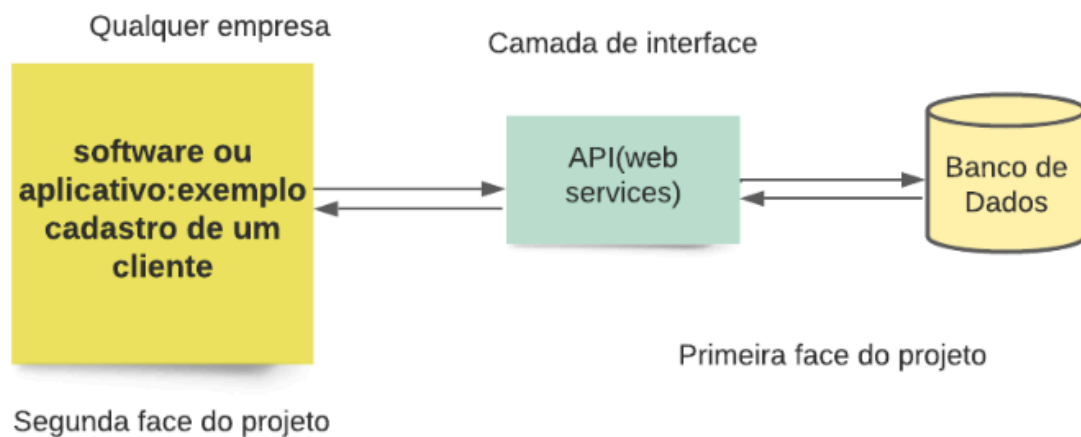 Qualquer empresa
Camada de interface
software ou
aplicativo:exemplo
cadastro de um
cliente
API(web
services)
Banco de
Dados
Primeira face do projeto
Segunda face do projeto